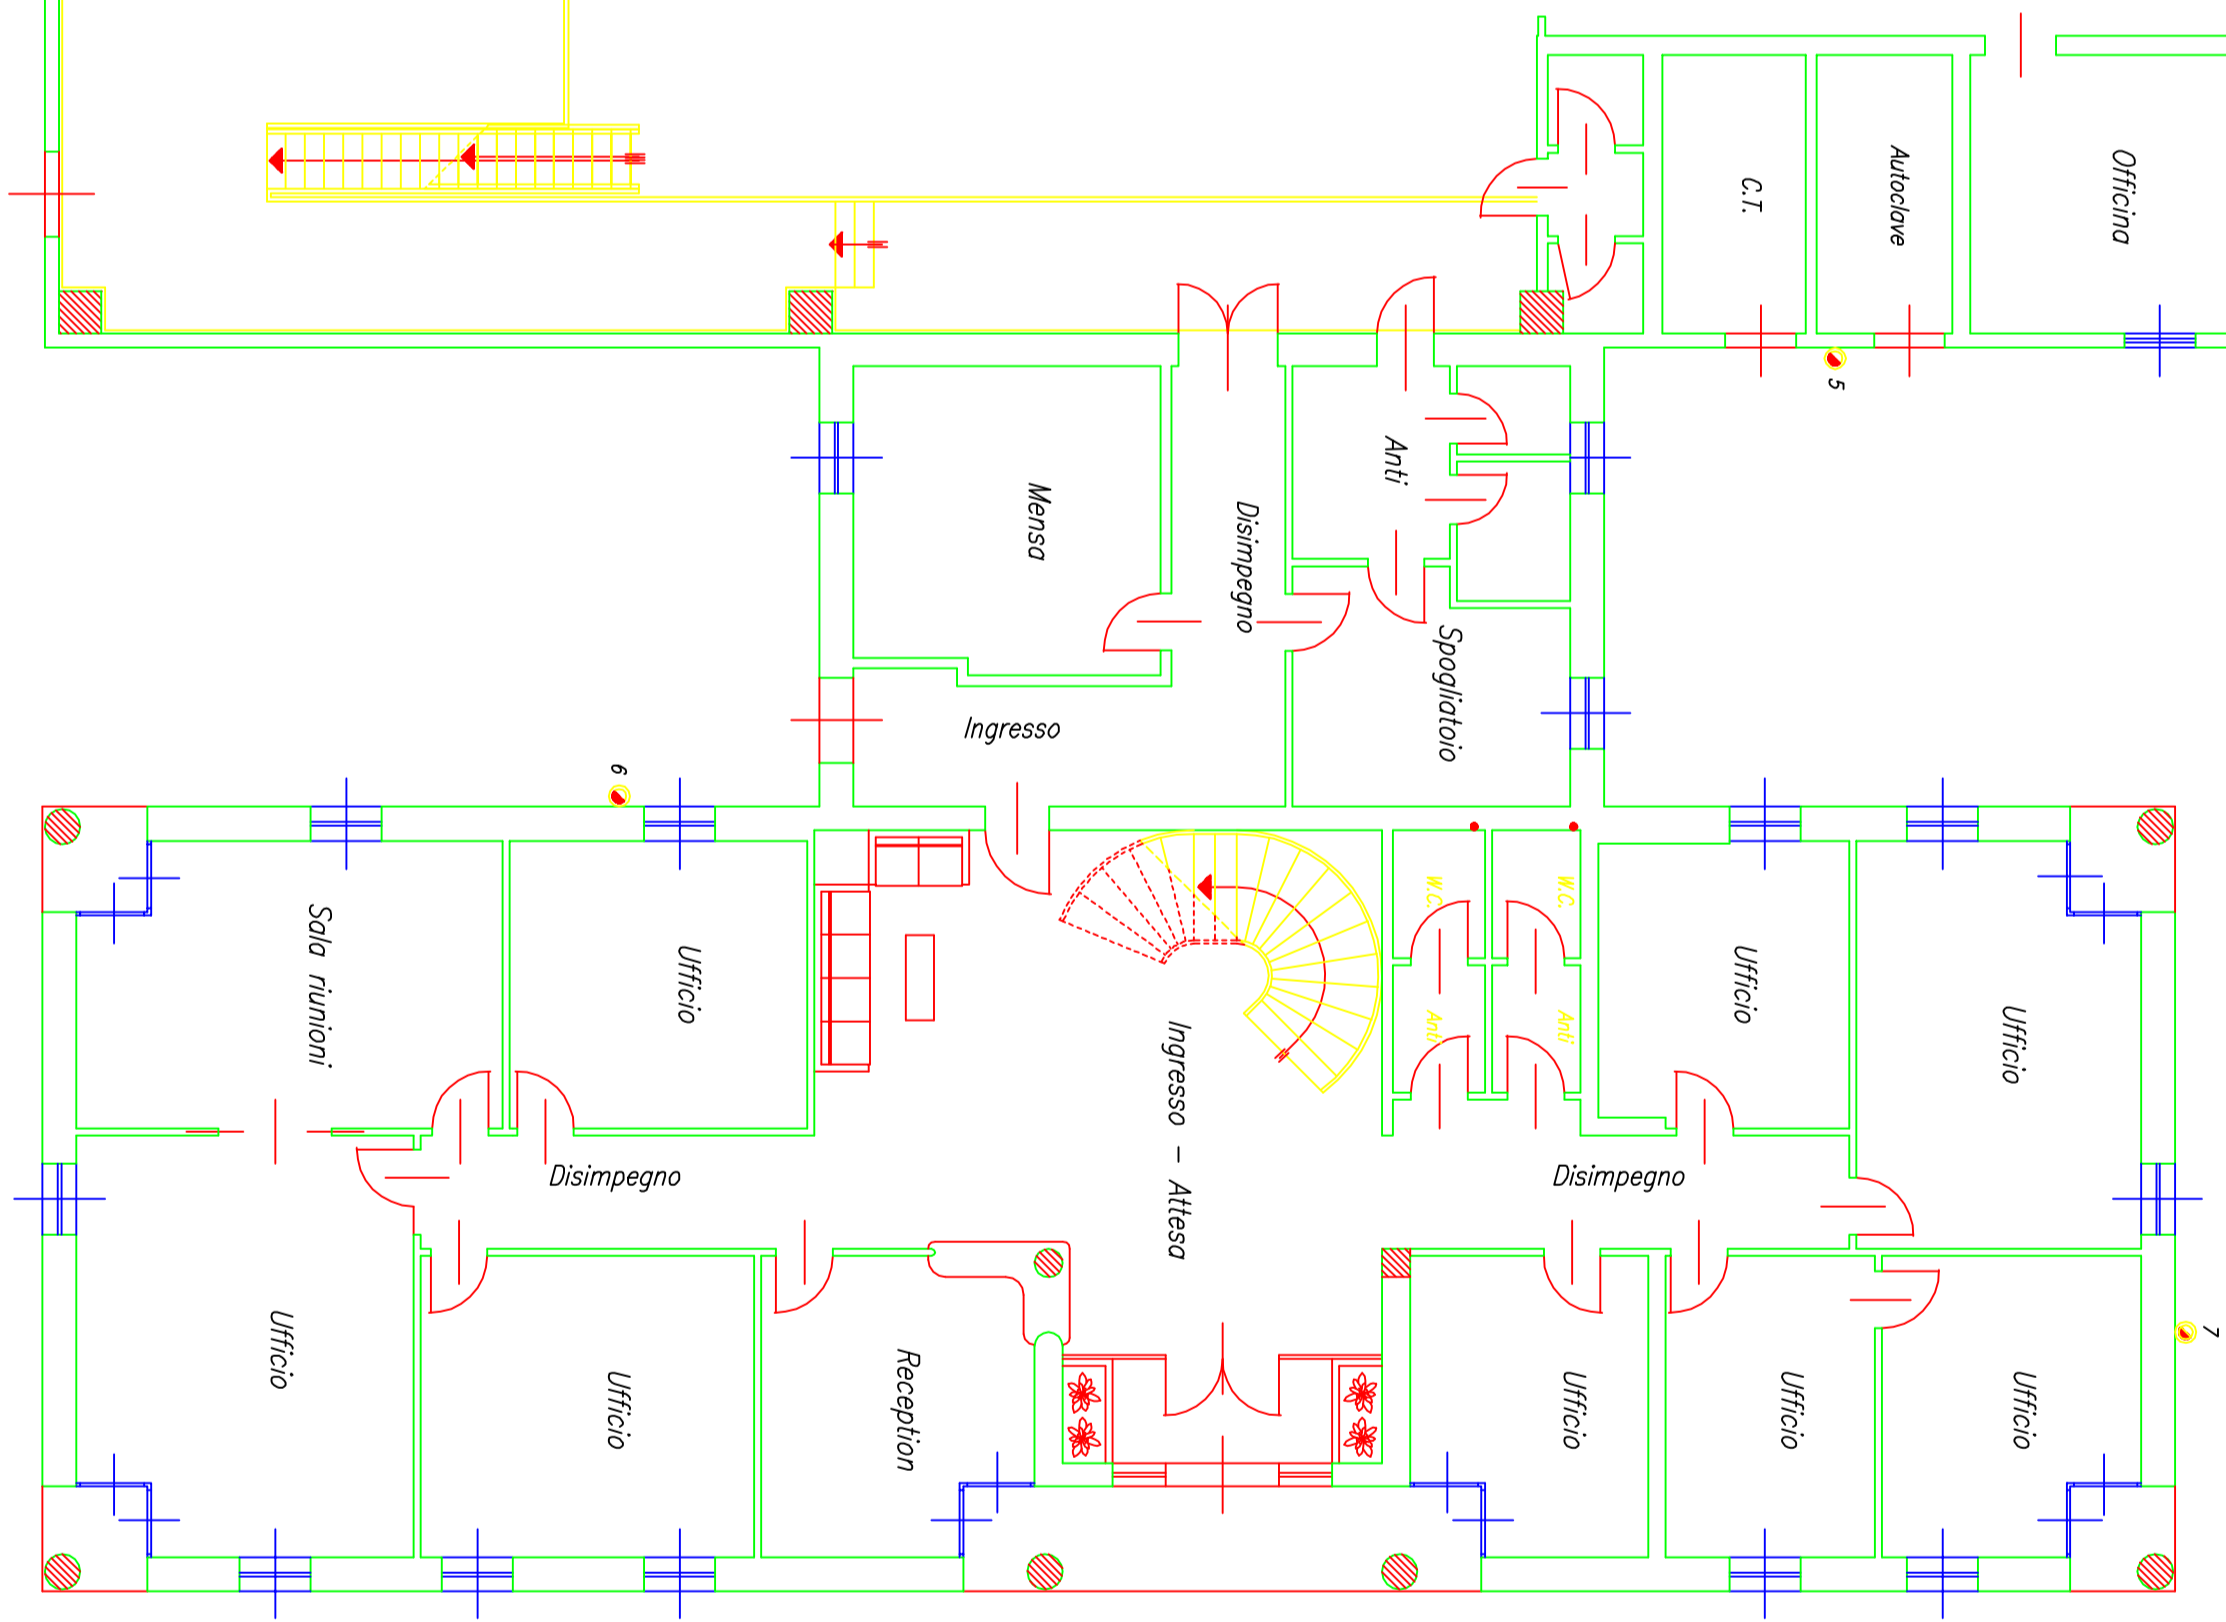 Officina
Autoclave
C.T.
5
Anti
Mensa
Disimpegno
Spogliatoio
Ingresso
6
W.C.
W.C.
Sala riunioni
Ufficio
Ufficio
Ufficio
Anti
Anti
Ingresso - Attesa
Disimpegno
Disimpegno
7
Ufficio
Ufficio
Reception
Ufficio
Ufficio
Ufficio